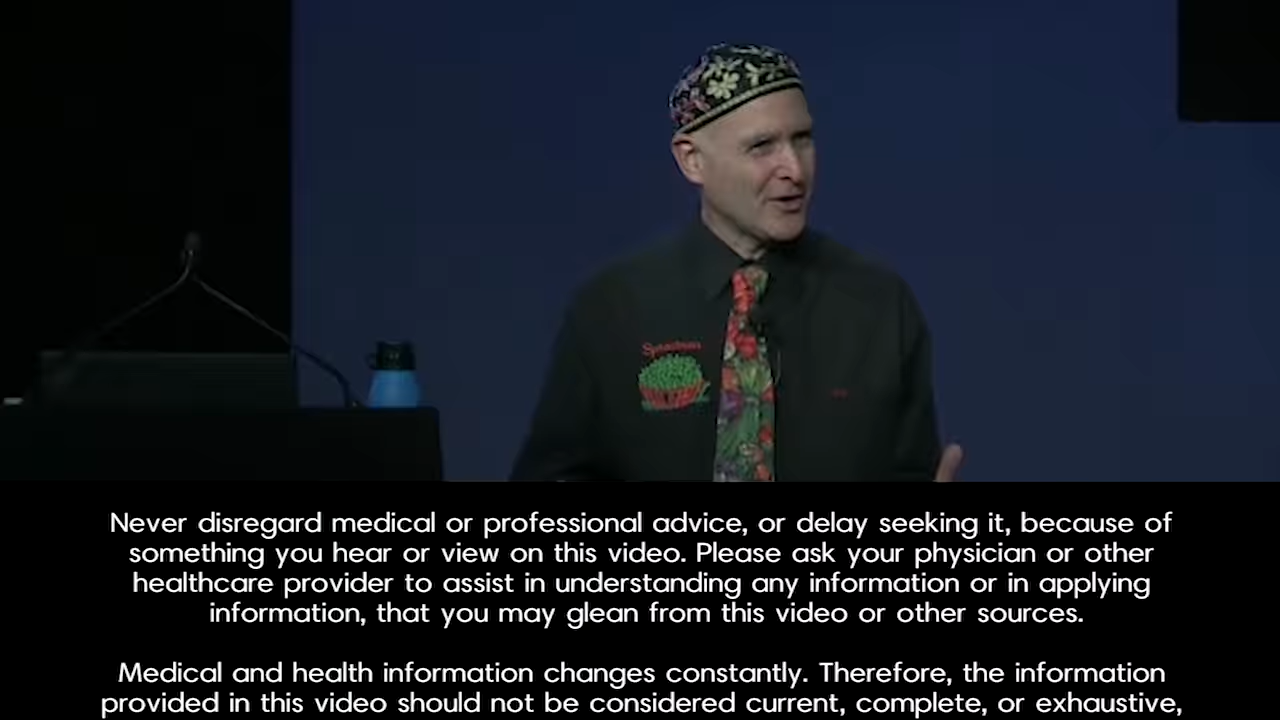 Never disregard medical or professional advice, or delay seeking it, because of
something you hear or view on this video. Please ask your physician or other
healthcare provider to assist in understanding any information or in applying
information, that you may glean from this video or other sources.
Medical and health information changes constantly. Therefore, the information
provided in this video should not be considered current, complete, or exhaustive,